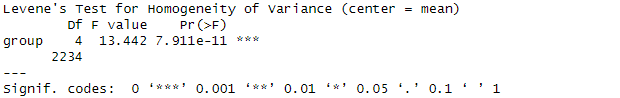 Levene's Test for Homogeneity of Variance (center = mean)
        Df F value    Pr(>F)
group    4  13.442 7.911e-11 ***
      2234
---
Signif. codes:  0 ‘***’ 0.001 ‘**’ 0.01 ‘*’ 0.05 ‘.’ 0.1 ‘ ’ 1